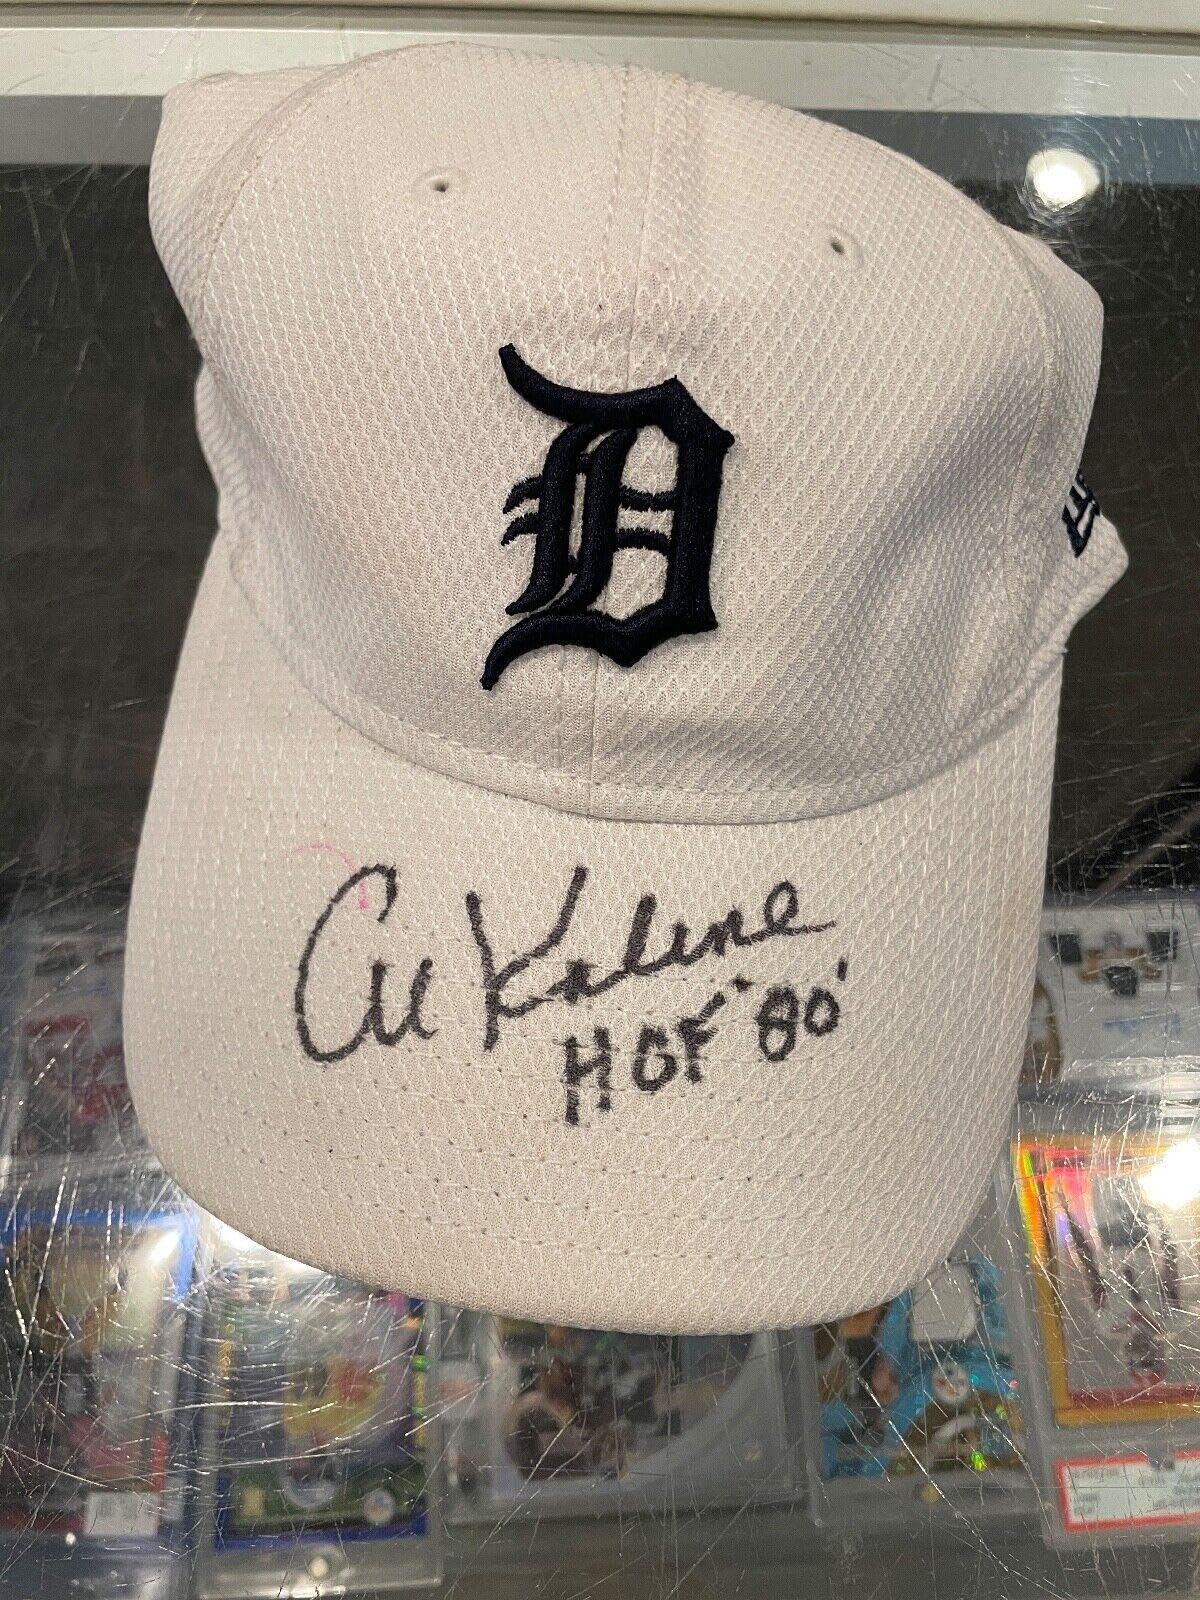 D
Al Kaline
HOF '80'